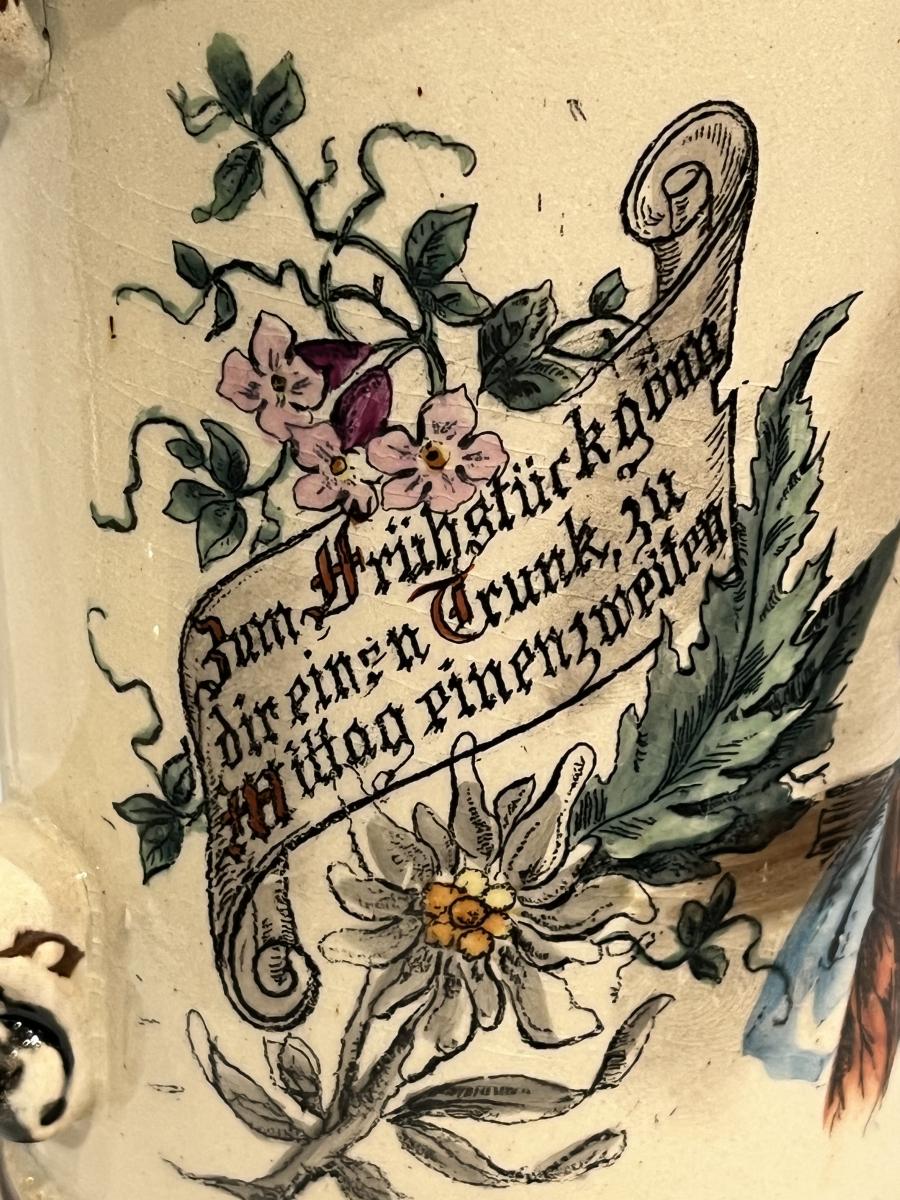 Zum Frühstück gönn
dir einen Trunk, zu
Mittag einen zweiten